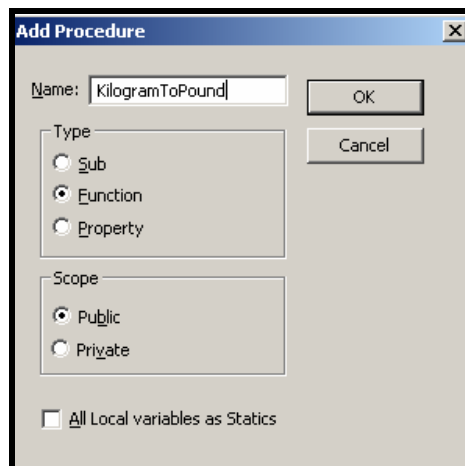 Add Procedure
Name: KilogramToPound
OK
Cancel
Type
Sub
Function
Property
Scope
Public
Private
All Local variables as Statics